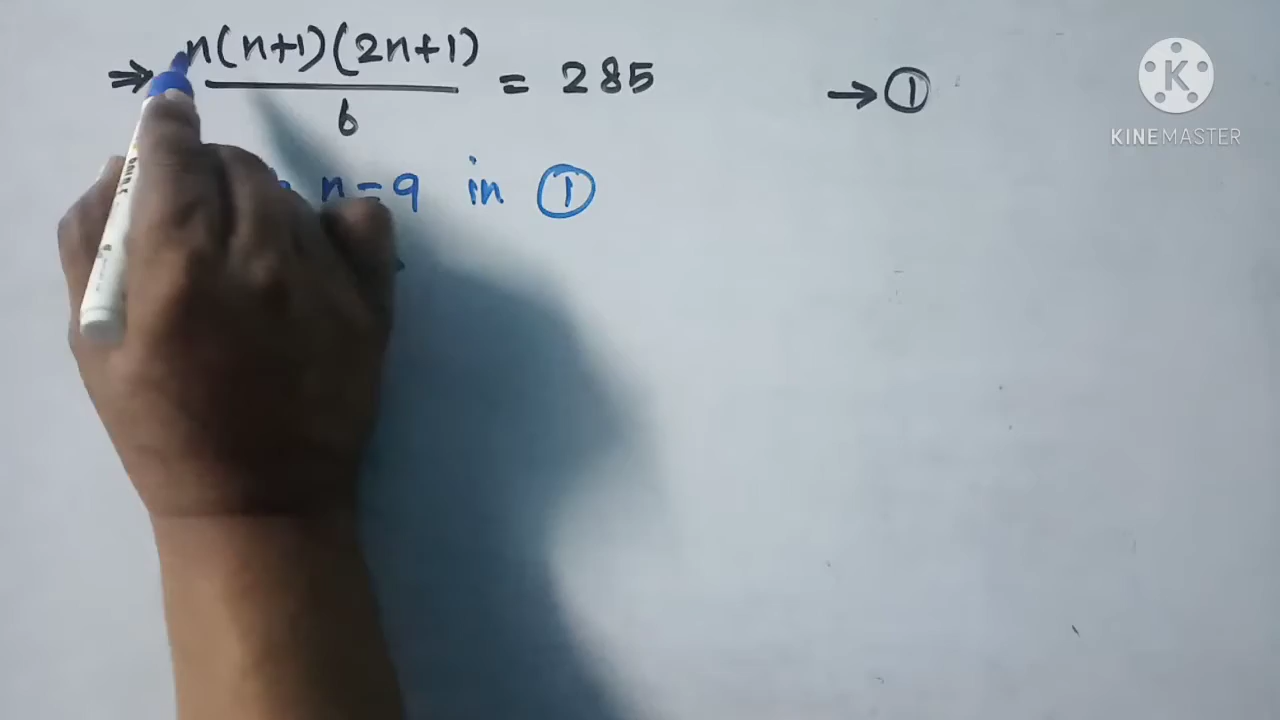 ⇒ n(n+1)(2n+1)/6 = 285 → ①
n=9 in ①
K
KINEMASTER